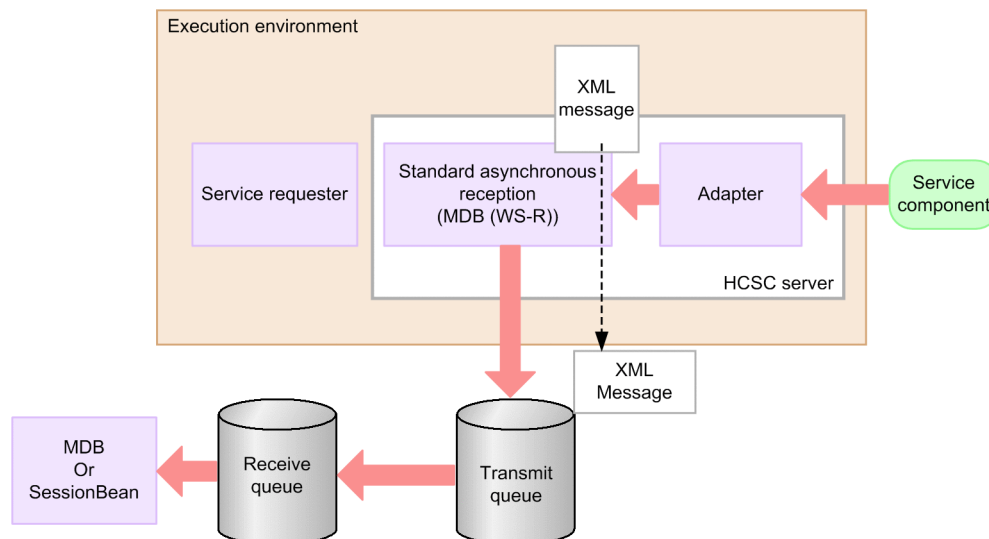 Execution environment
XML
message
Service requester
Standard asynchronous
reception
(MDB (WS-R))
Adapter
Service
component
HCSC server
XML
Message
MDB
Or
SessionBean
Receive
queue
Transmit
queue